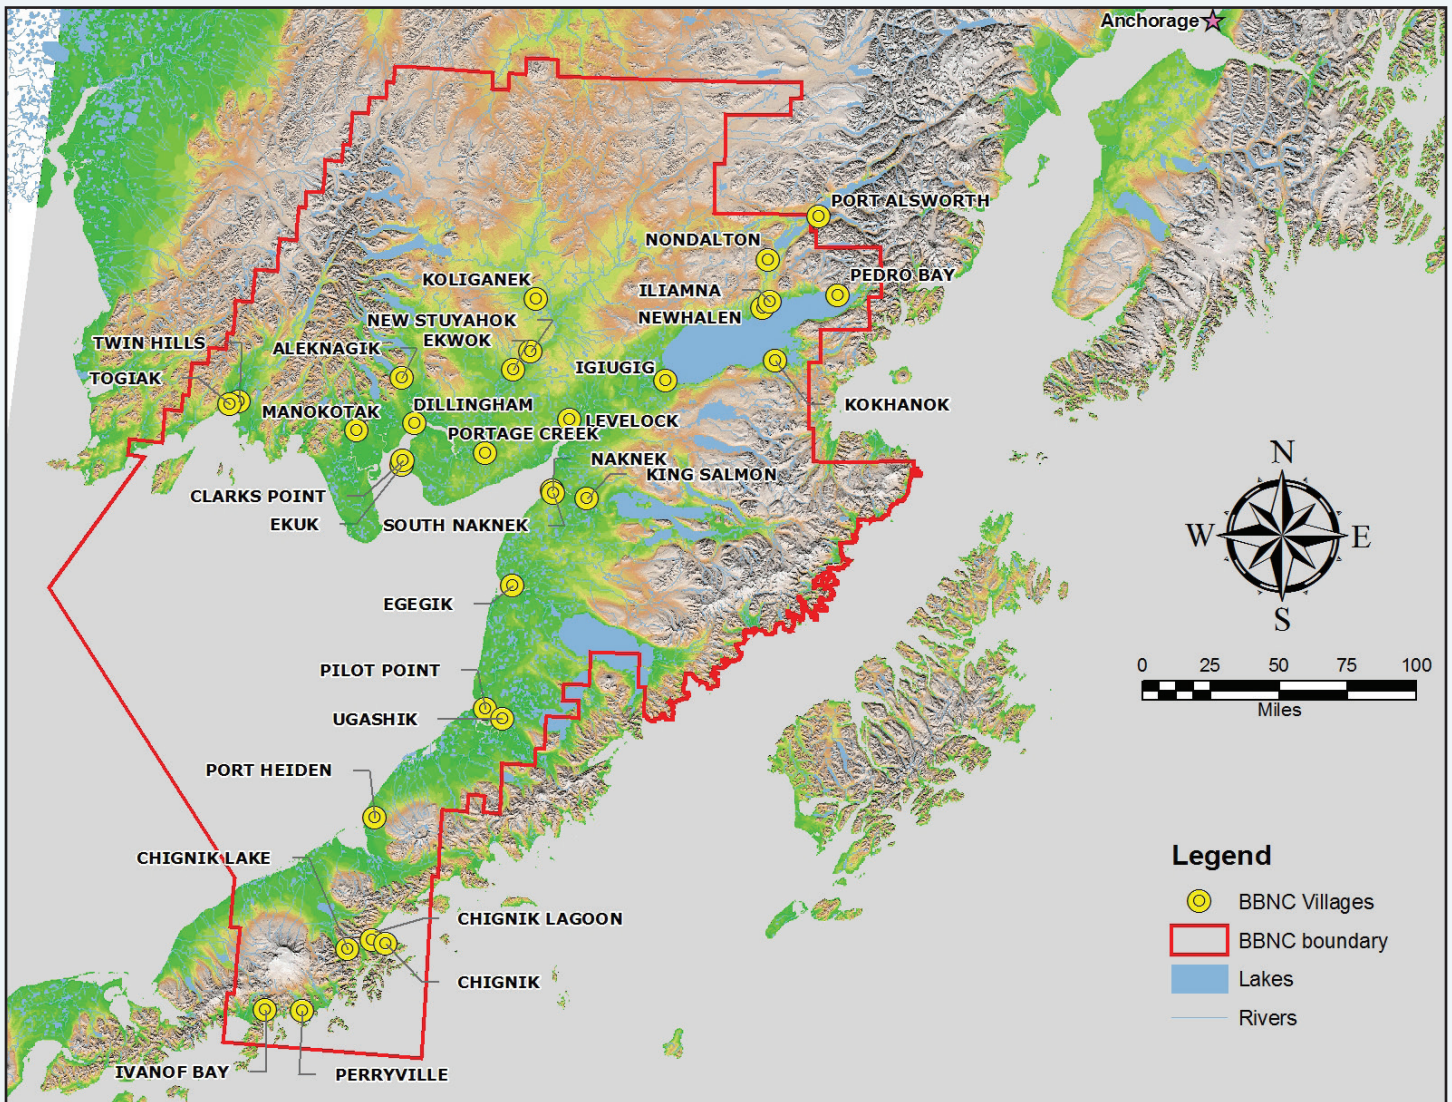 Anchorage
PORT ALSWORTH
NONDALTON
PEDRO BAY
KOLIGANEK
ILIAMNA
NEW STUYAHOK
NEWHALEN
TWIN HILLS
ALEKNAGIK
EKWOK
IGIUGIG
TOGIAK
MANOKOTAK
DILLINGHAM
KOKHANOK
LEVELOCK
PORTAGE CREEK
NAKNEK
KING SALMON
CLARKS POINT
EKUK
SOUTH NAKNEK
N
W
E
S
EGEGIK
PILOT POINT
0 25 50 75 100
Miles
UGASHIK
PORT HEIDEN
CHIGNIK LAKE
CHIGNIK LAGOON
CHIGNIK
IVANOF BAY
PERRYVILLE
Legend
BBNC Villages
BBNC boundary
Lakes
Rivers